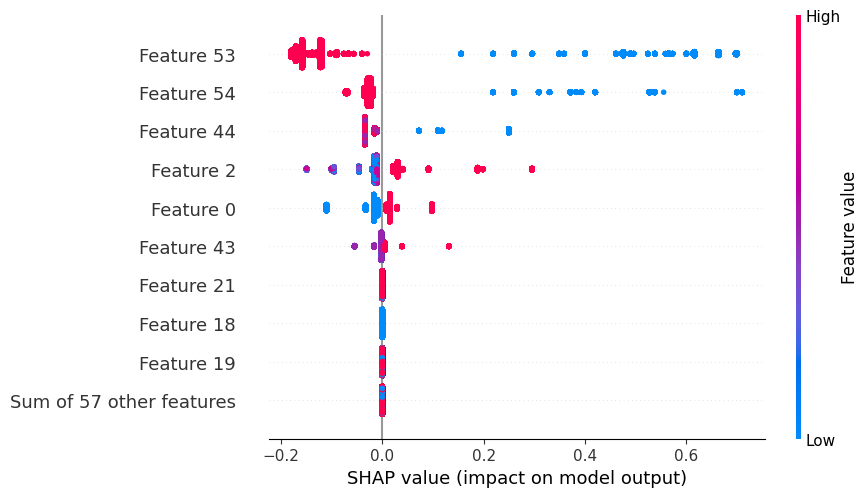 High
Feature 53
Feature 54
Feature 44
Feature 2
Feature 0
Feature 43
Feature 21
Feature 18
Feature 19
Sum of 57 other features
Feature value
Low
−0.2 0.0 0.2 0.4 0.6
SHAP value (impact on model output)